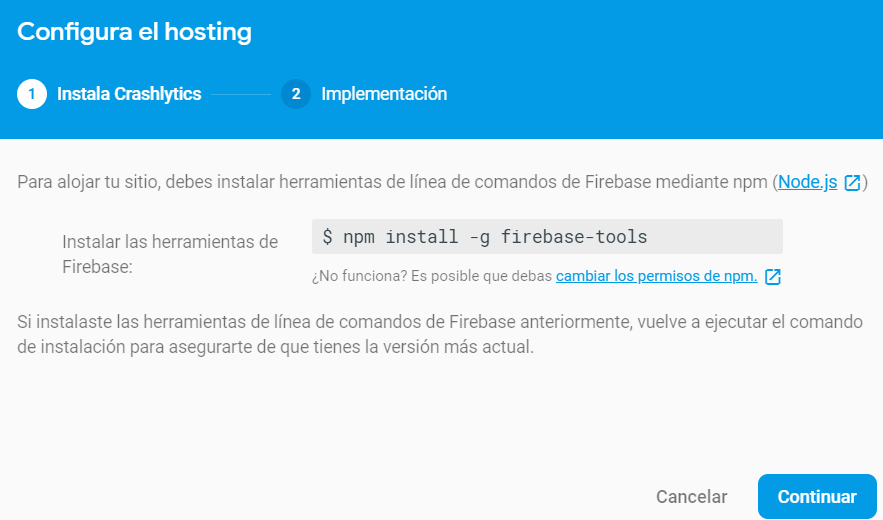 Configura el hosting
1 Instala Crashlytics 2 Implementación
Para alojar tu sitio, debes instalar herramientas de línea de comandos de Firebase mediante npm (Node.js)
Instalar las herramientas de
Firebase:
$ npm install -g firebase-tools
¿No funciona? Es posible que debas cambiar los permisos de npm.
Si instalaste las herramientas de línea de comandos de Firebase anteriormente, vuelve a ejecutar el comando
de instalación para asegurarte de que tienes la versión más actual.
Cancelar Continuar